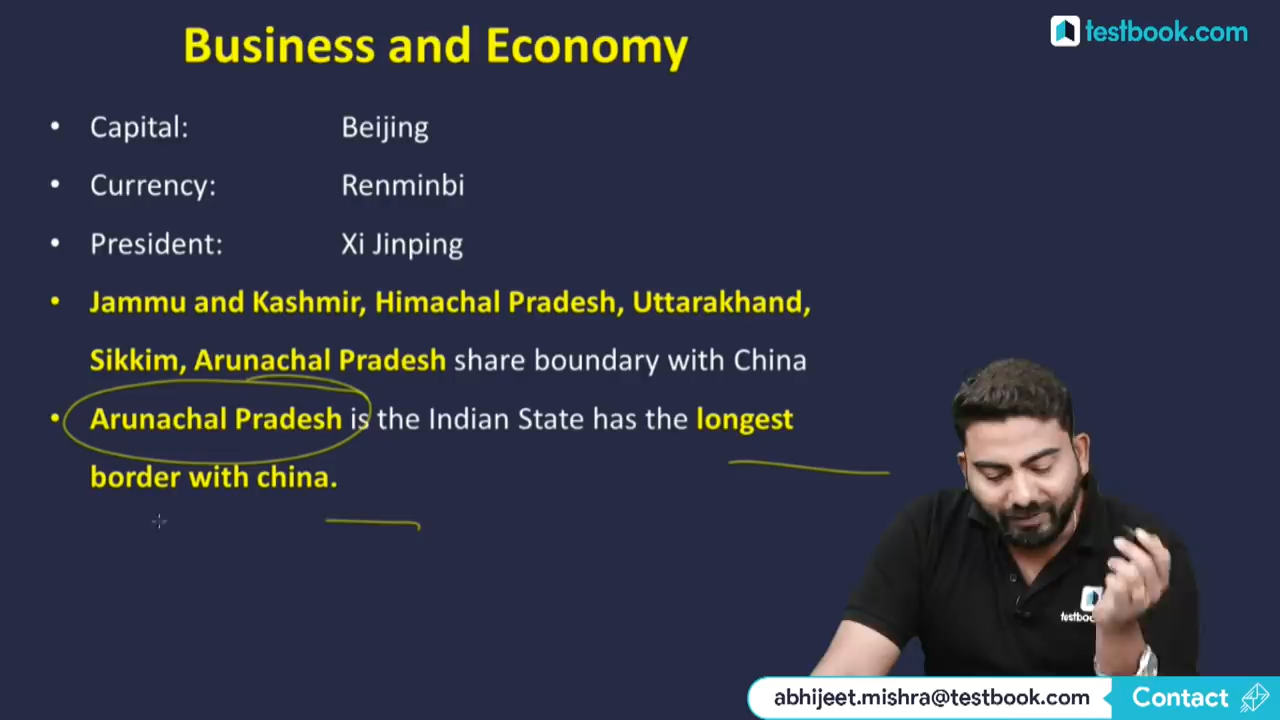 Business and Economy
testbook.com
• Capital: Beijing
• Currency: Renminbi
• President: Xi Jinping
• Jammu and Kashmir, Himachal Pradesh, Uttarakhand,
Sikkim, Arunachal Pradesh share boundary with China
• Arunachal Pradesh is the Indian State has the longest
border with china.
abhijeet.mishra@testbook.com
Contact